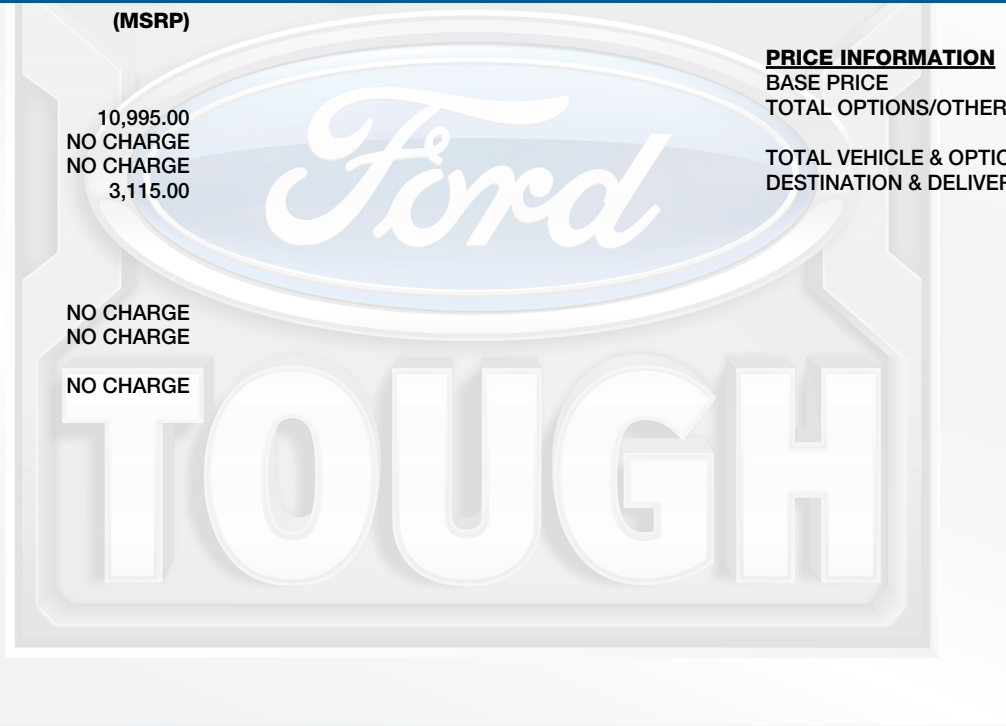 (MSRP)
10,995.00
NO CHARGE
NO CHARGE
3,115.00
NO CHARGE
NO CHARGE
NO CHARGE
PRICE INFORMATION
BASE PRICE
TOTAL OPTIONS/OTHER
TOTAL VEHICLE & OPTIO
DESTINATION & DELIVER
Ford
TOUGH